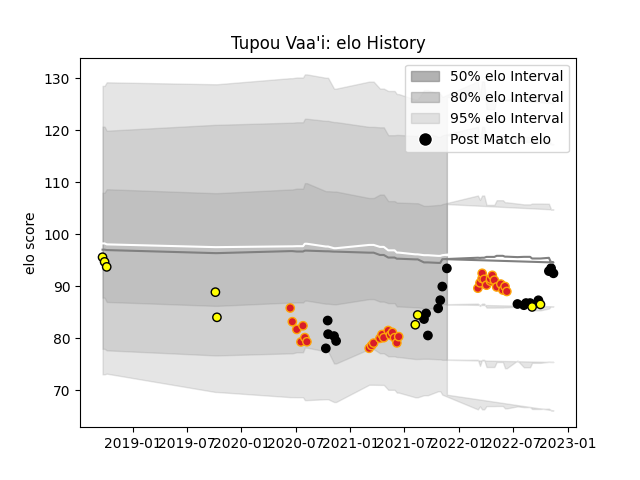 Tupou Vaa'i: elo History
50% elo Interval
80% elo Interval
95% elo Interval
Post Match elo
elo score
130
120
110
100
90
80
70
2019-01
2019-07
2020-01
2020-07
2021-01
2021-07
2022-01
2022-07
2023-01